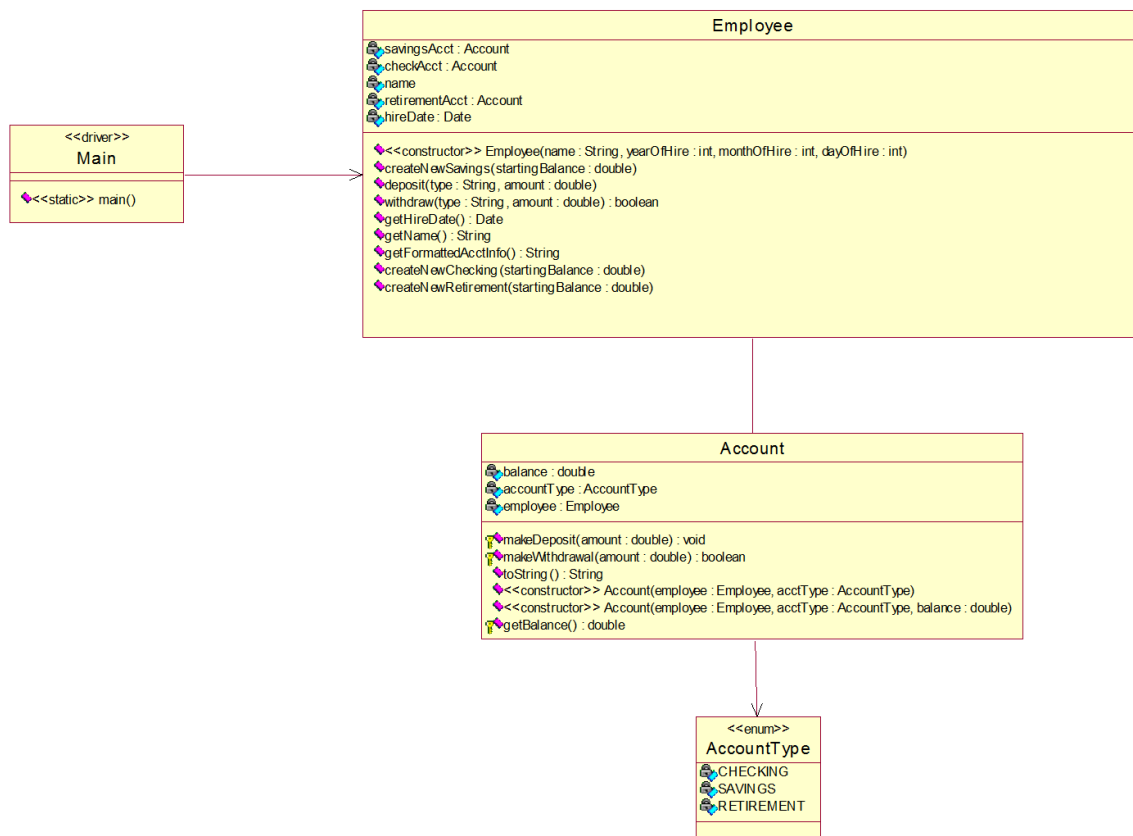 Employee
savingsAcct : Account
checkAcct : Account
name
retirementAcct : Account
hireDate : Date
<<constructor>> Employee(name : String, yearOfHire : int, monthOfHire : int, dayOfHire : int)
createNewSavings(startingBalance : double)
deposit(type : String, amount : double)
withdraw(type : String, amount : double) : boolean
getHireDate() : Date
getName() : String
getFormattedAcctInfo() : String
createNewChecking(startingBalance : double)
createNewRetirement(startingBalance : double)
<<driver>>
Main
<<static>> main()
Account
balance : double
accountType : AccountType
employee : Employee
makeDeposit(amount : double) : void
makeWithdrawal(amount : double) : boolean
toString() : String
<<constructor>> Account(employee : Employee, acctType : AccountType)
<<constructor>> Account(employee : Employee, acctType : AccountType, balance : double)
getBalance() : double
<<enum>>
AccountType
CHECKING
SAVINGS
RETIREMENT